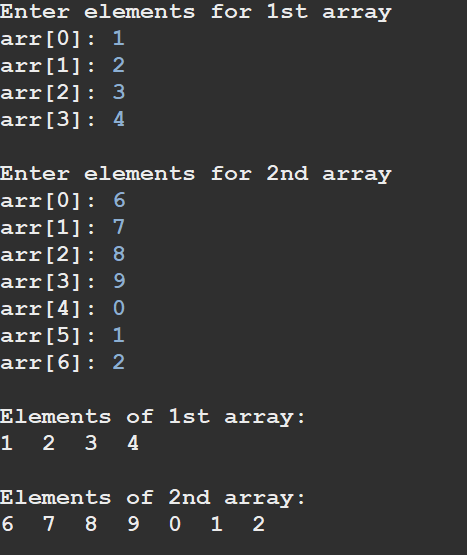 Enter elements for 1st array
arr[0]: 1
arr[1]: 2
arr[2]: 3
arr[3]: 4
Enter elements for 2nd array
arr[0]: 6
arr[1]: 7
arr[2]: 8
arr[3]: 9
arr[4]: 0
arr[5]: 1
arr[6]: 2
Elements of 1st array:
1 2 3 4
Elements of 2nd array:
6 7 8 9 0 1 2